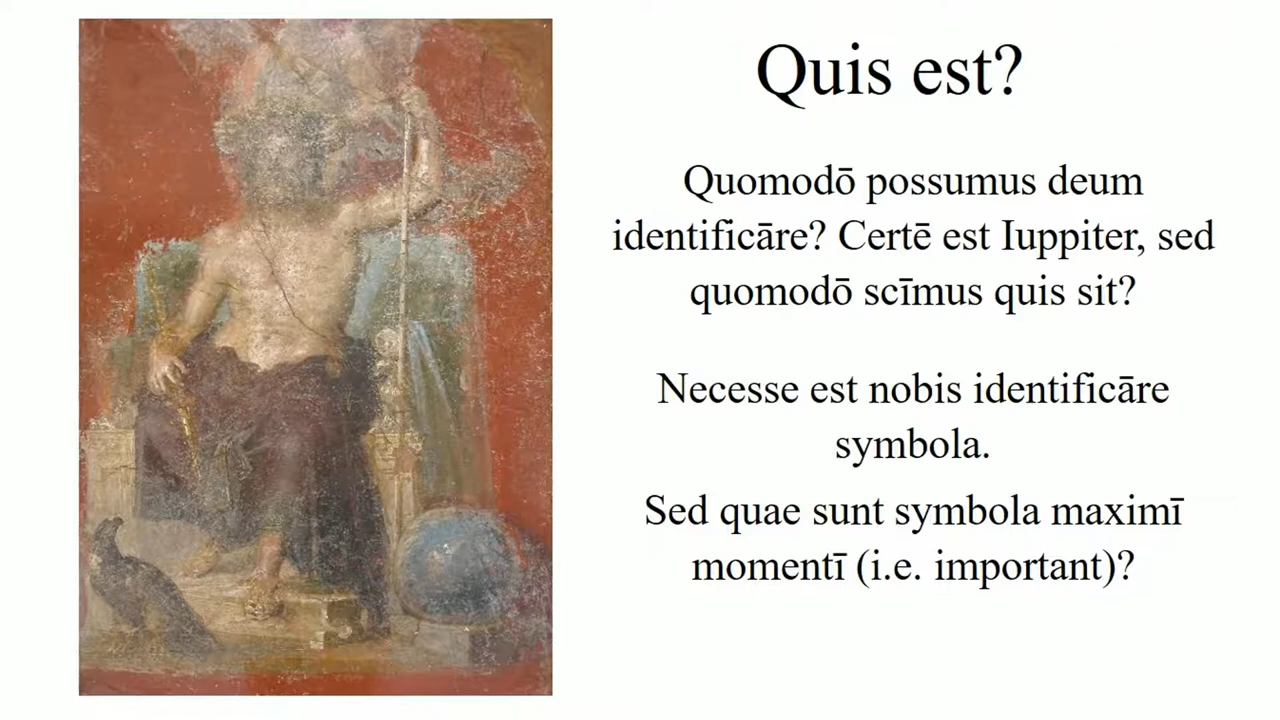 Quis est?
Quomodō possumus deum
identificāre? Certē est Iuppiter, sed
quomodō scīmus quis sit?
Necesse est nobis identificāre
symbola.
Sed quae sunt symbola maximī
momentī (i.e. important)?